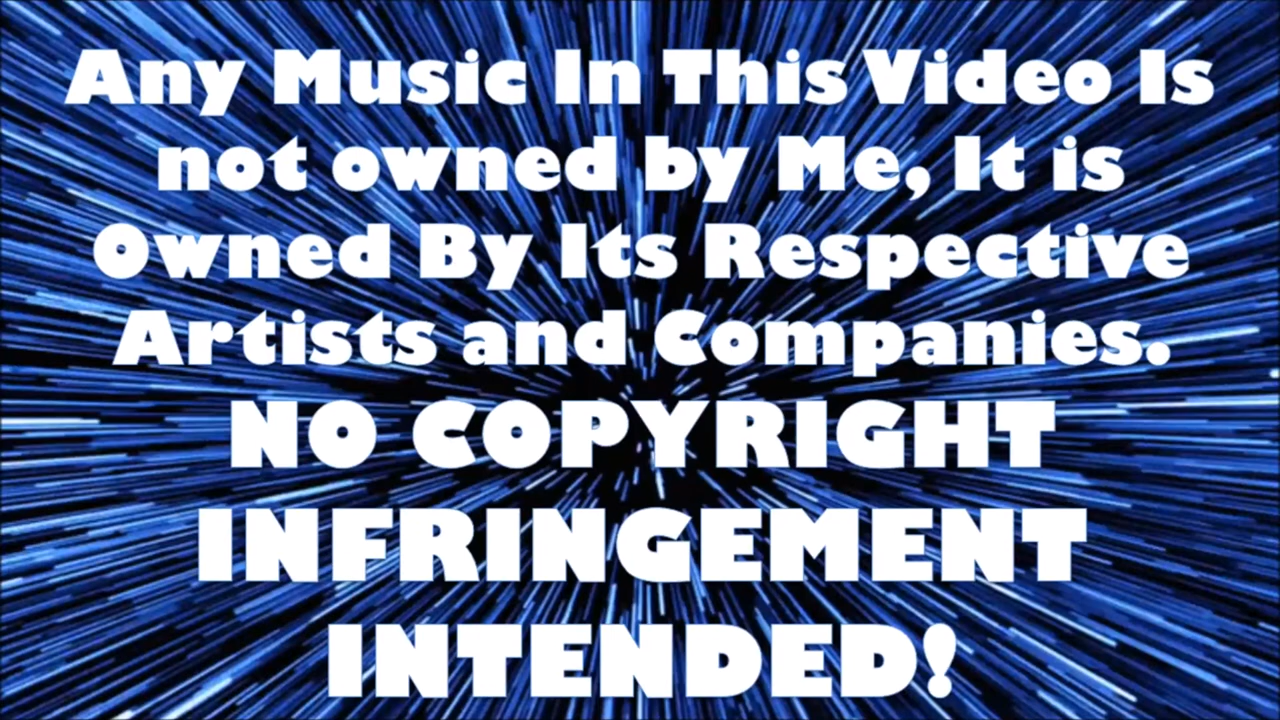 Any Music In This Video Is
not owned by Me, It is
Owned By Its Respective
Artists and Companies.
NO COPYRIGHT
INFRINGEMENT
INTENDED!